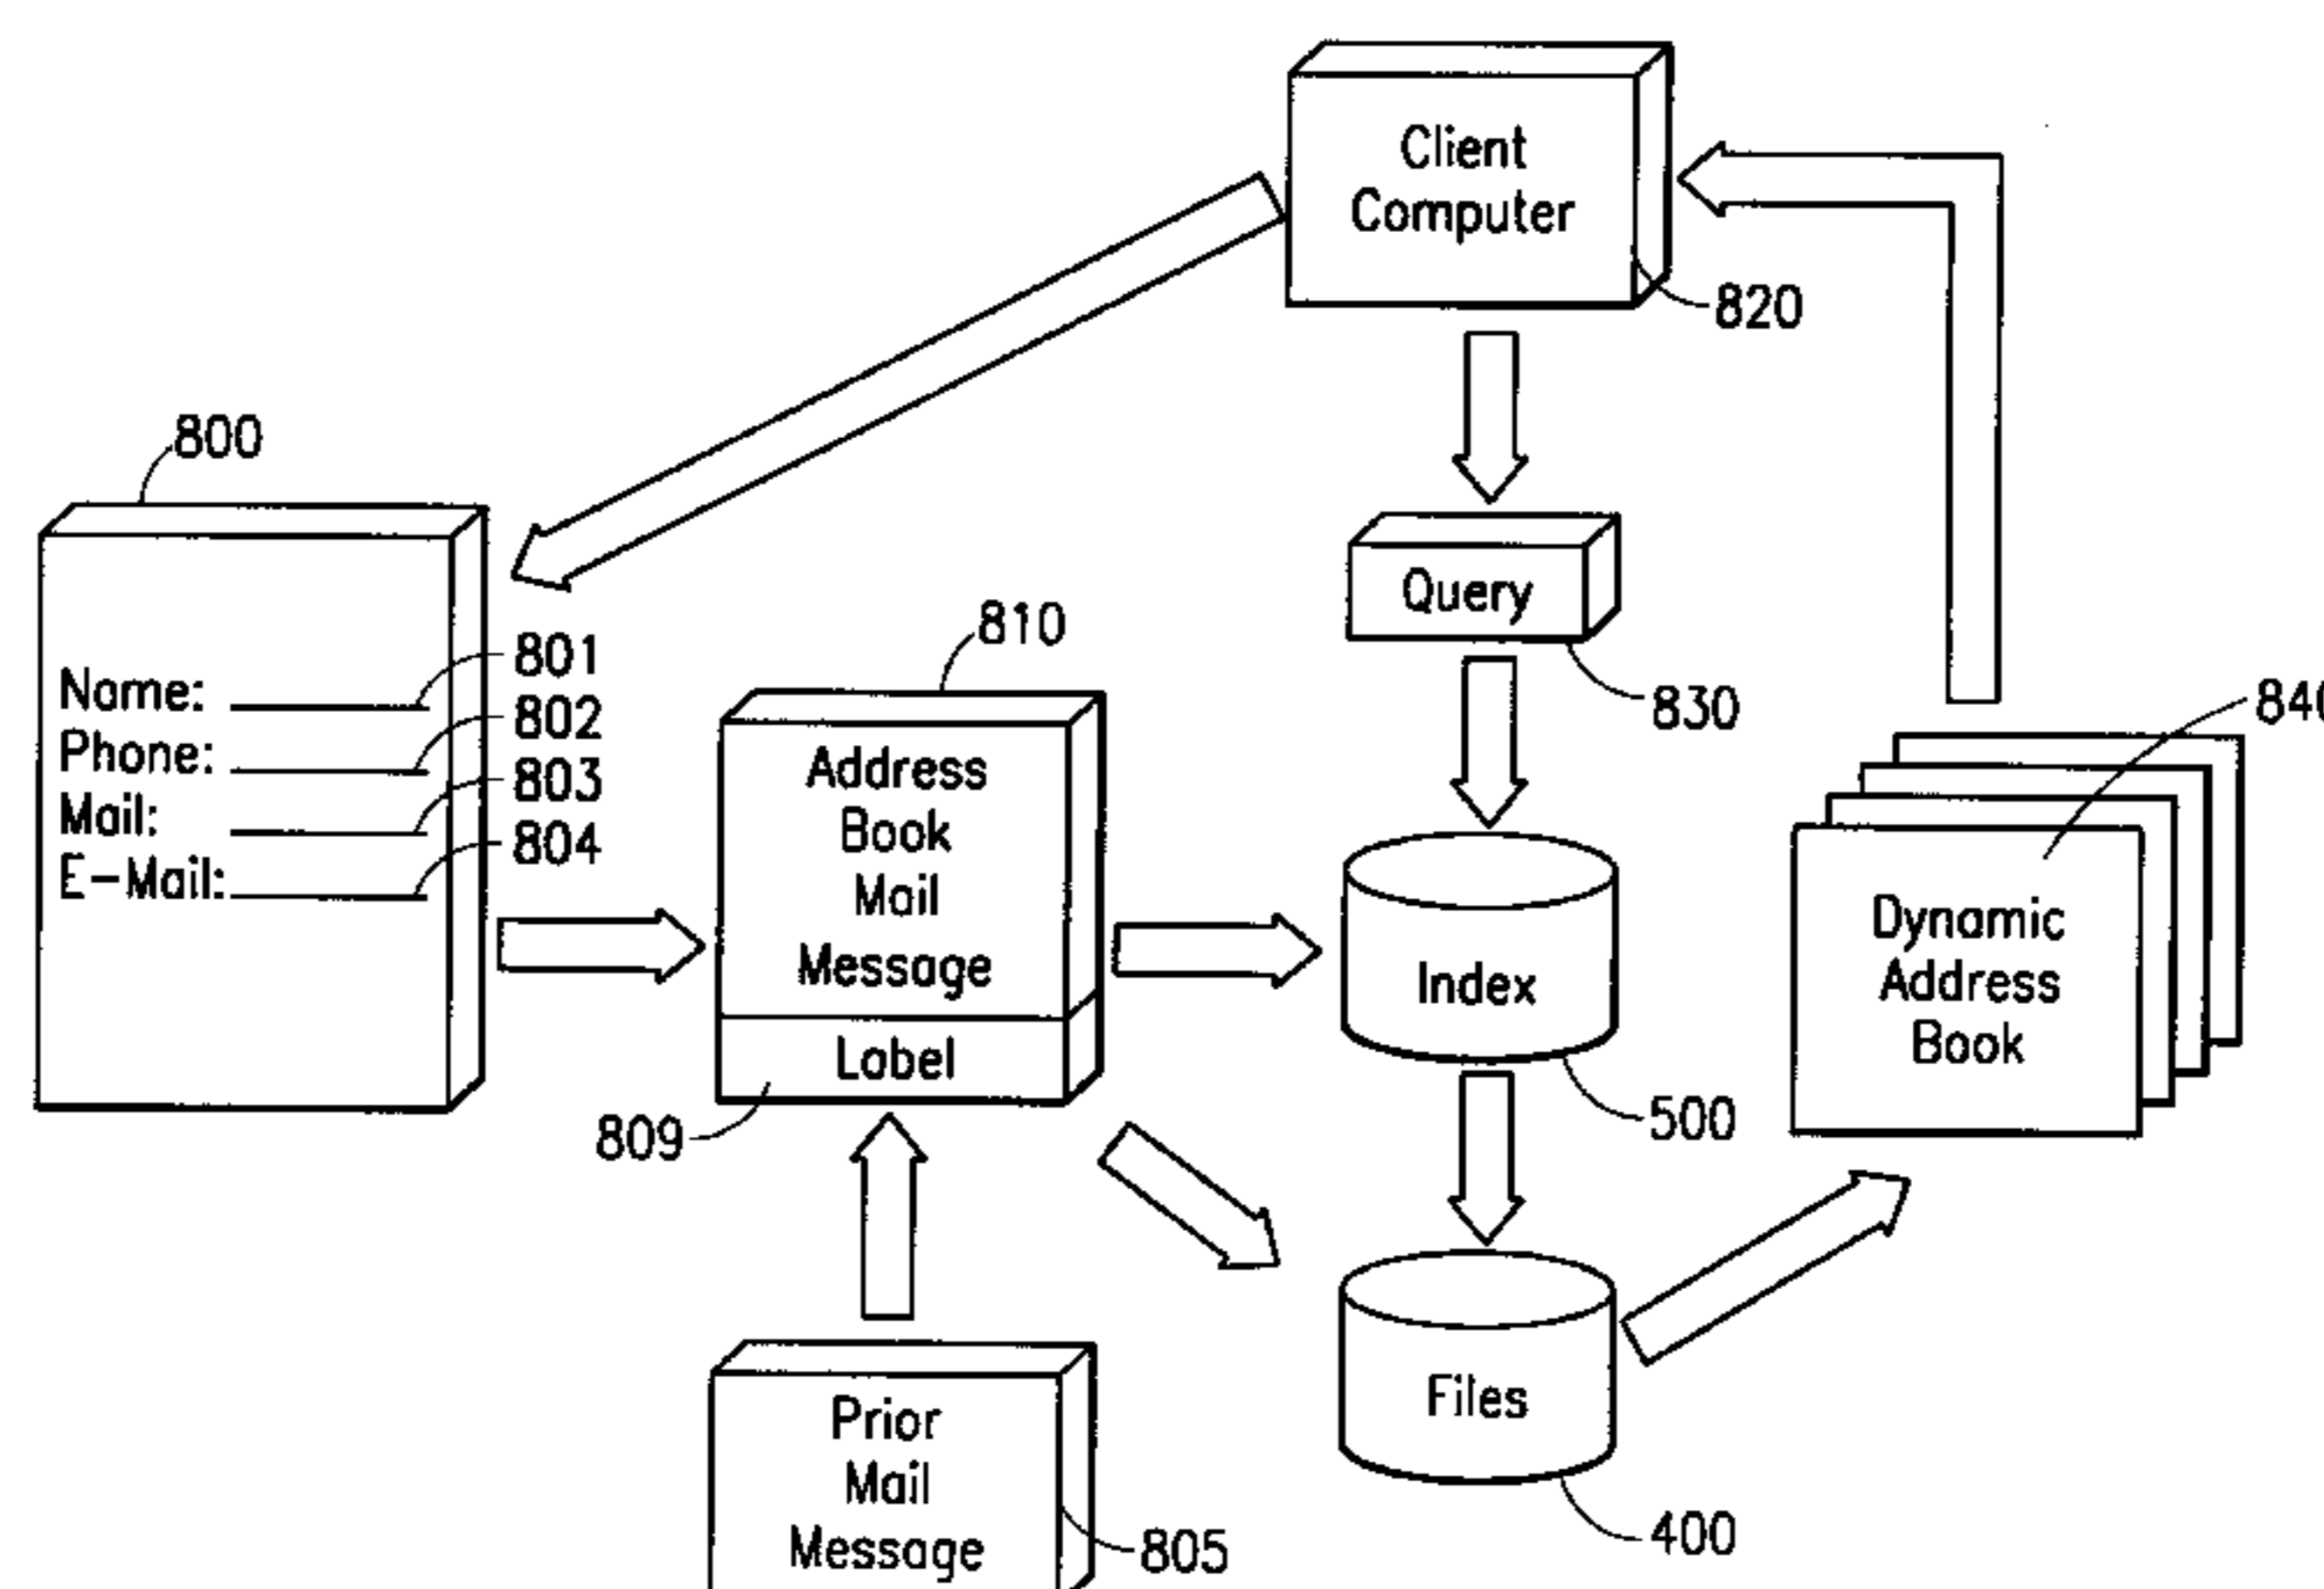 Client
Computer
820
800
Query
830
801
Name:
802
Phone:
803
Mail:
804
E-Mail:
810
Address
Book
Mail
Message
Label
809
Index
500
840
Dynamic
Address
Book
Files
400
Prior
Mail
Message
805